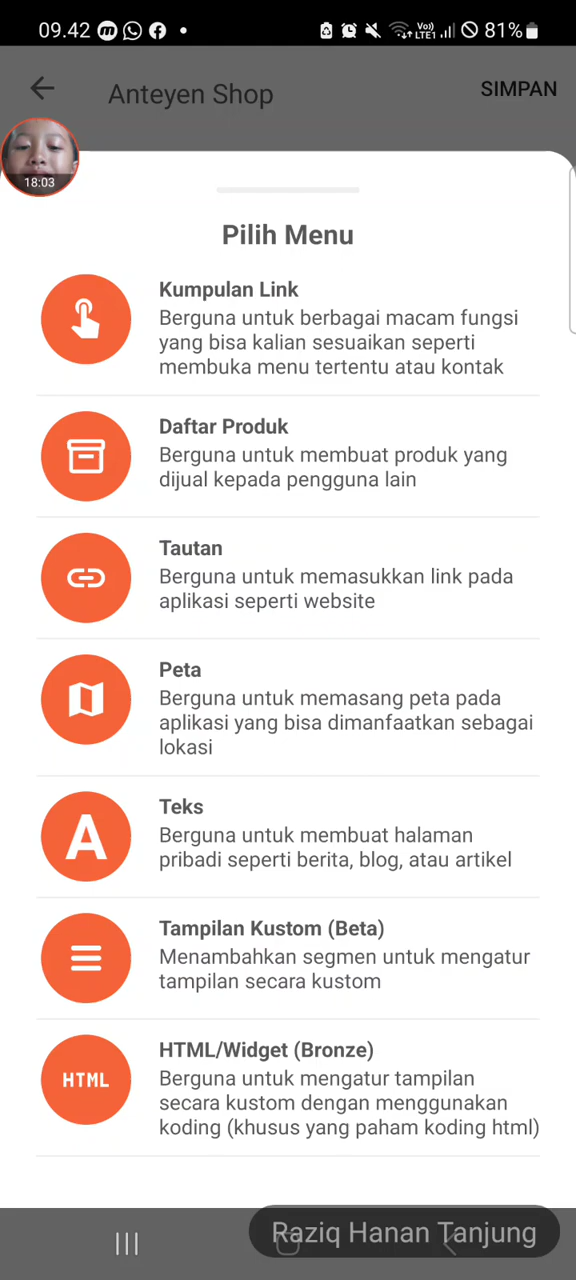 09.42
Vo))
LTE1
81%
Anteyen Shop
SIMPAN
18:03
Pilih Menu
Kumpulan Link
Berguna untuk berbagai macam fungsi
yang bisa kalian sesuaikan seperti
membuka menu tertentu atau kontak
Daftar Produk
Berguna untuk membuat produk yang
dijual kepada pengguna lain
Tautan
Berguna untuk memasukkan link pada
aplikasi seperti website
Peta
Berguna untuk memasang peta pada
aplikasi yang bisa dimanfaatkan sebagai
lokasi
A
Teks
Berguna untuk membuat halaman
pribadi seperti berita, blog, atau artikel
Tampilan Kustom (Beta)
Menambahkan segmen untuk mengatur
tampilan secara kustom
HTML
HTML/Widget (Bronze)
Berguna untuk mengatur tampilan
secara kustom dengan menggunakan
koding (khusus yang paham koding html)
Raziq Hanan Tanjung